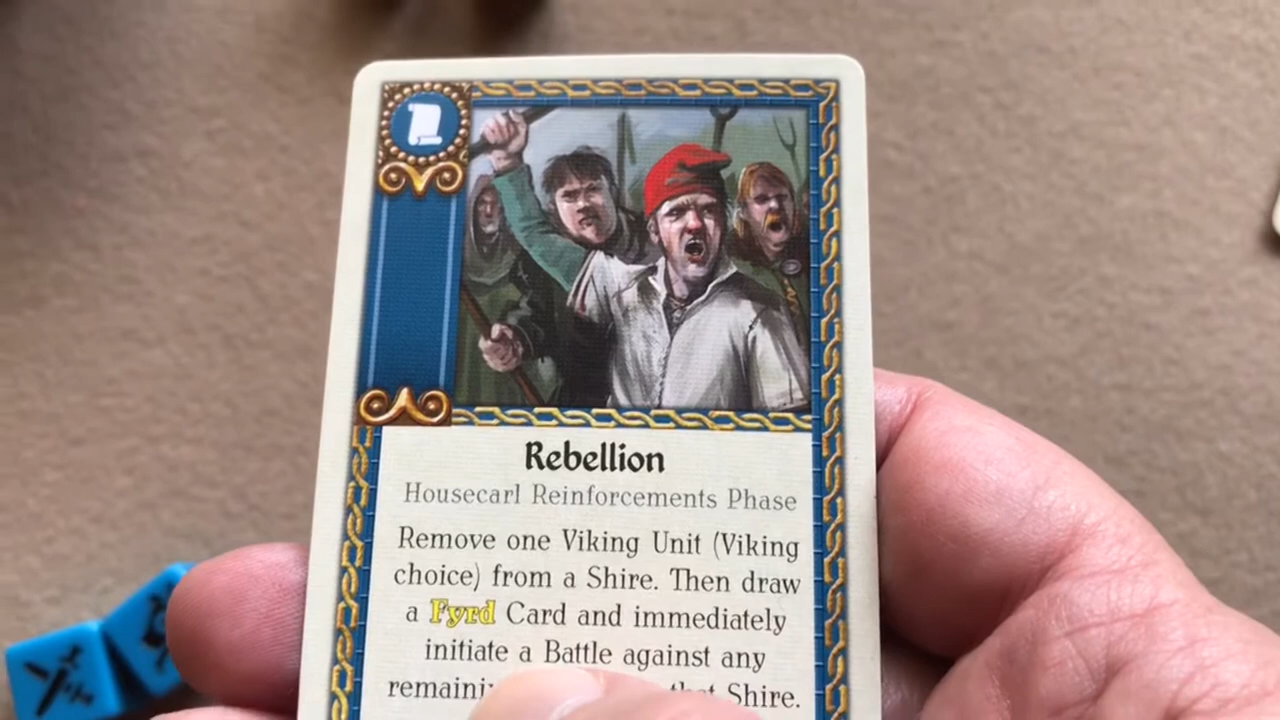 Rebellion
Housecarl Reinforcements Phase
Remove one Viking Unit (Viking
choice) from a Shire. Then draw
a Fyrd Card and immediately
initiate a Battle against any
that Shire.